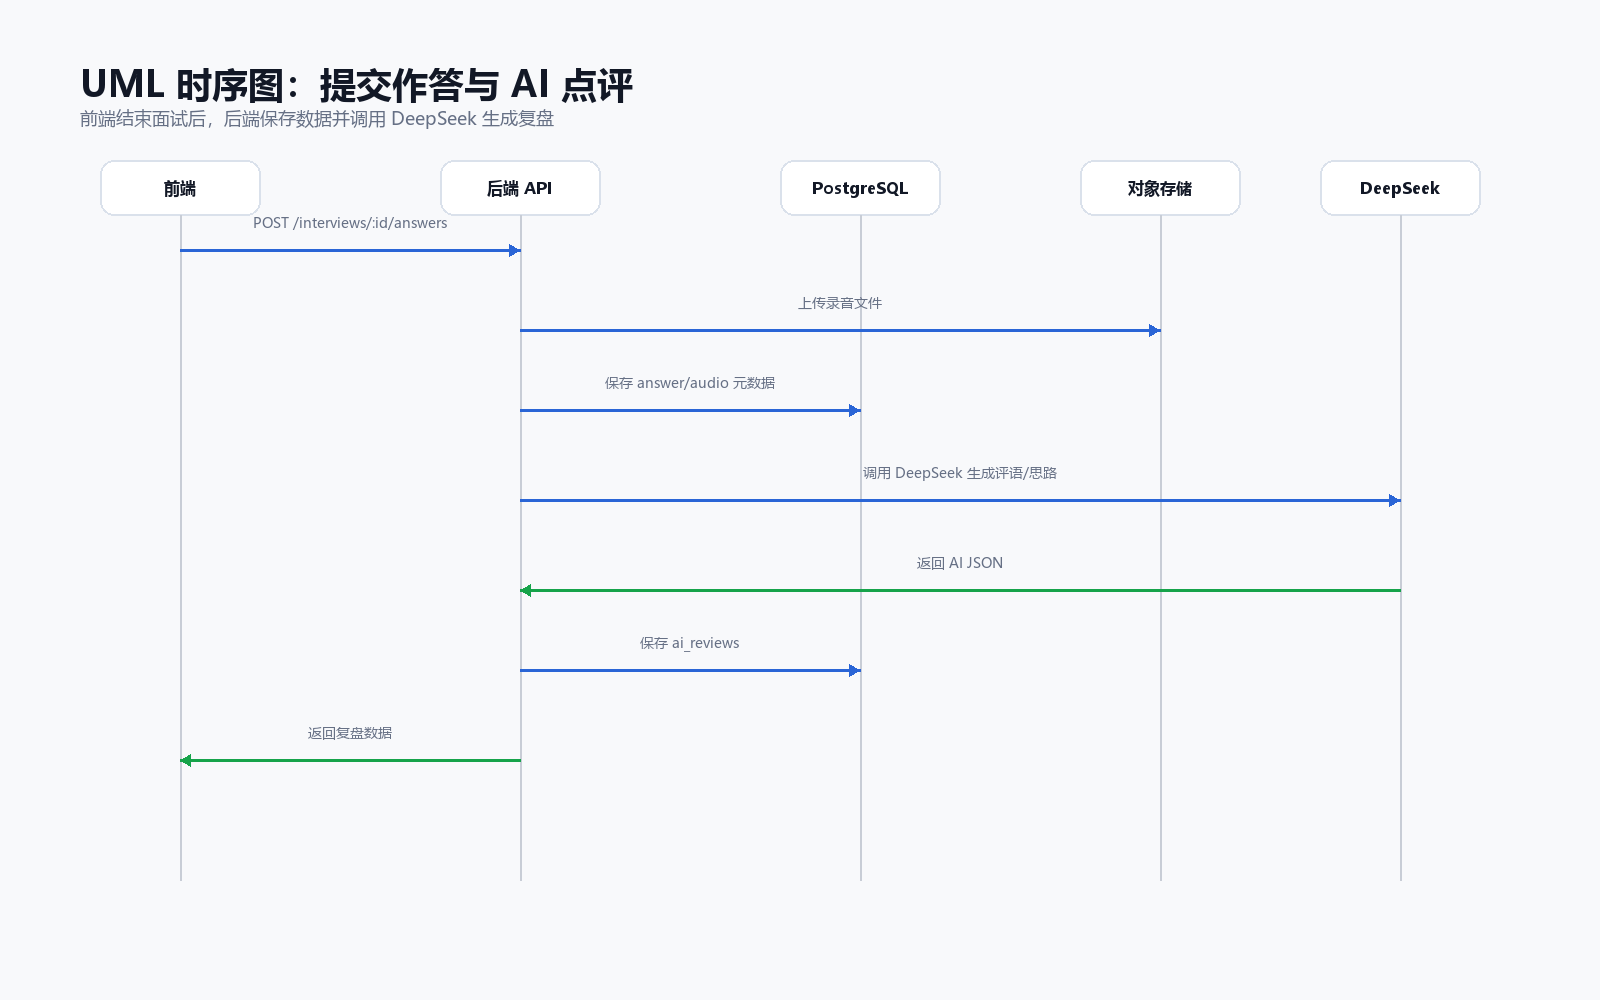 UML 时序图：提交作答与 AI 点评
前端结束面试后，后端保存数据并调用 DeepSeek 生成复盘
前端
后端 API
PostgreSQL
对象存储
DeepSeek
POST /interviews/:id/answers
上传录音文件
保存 answer/audio 元数据
调用 DeepSeek 生成评语/思路
返回 AI JSON
保存 ai_reviews
返回复盘数据